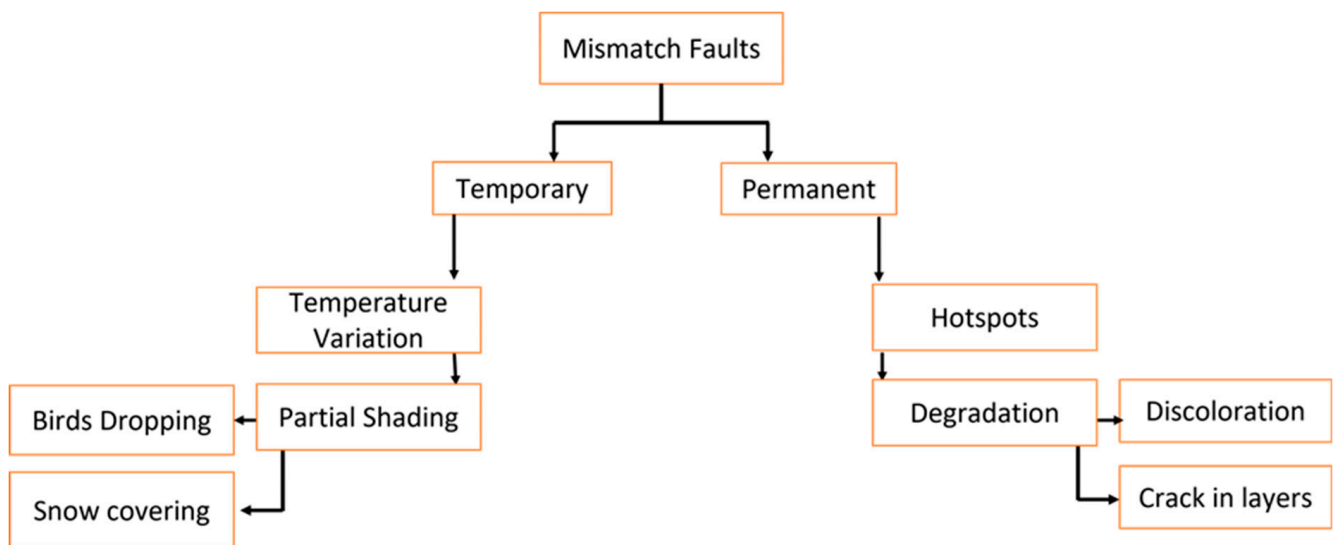 Mismatch Faults
Temporary
Permanent
Temperature
Variation
Hotspots
Birds Dropping
Partial Shading
Degradation
Discoloration
Snow covering
Crack in layers